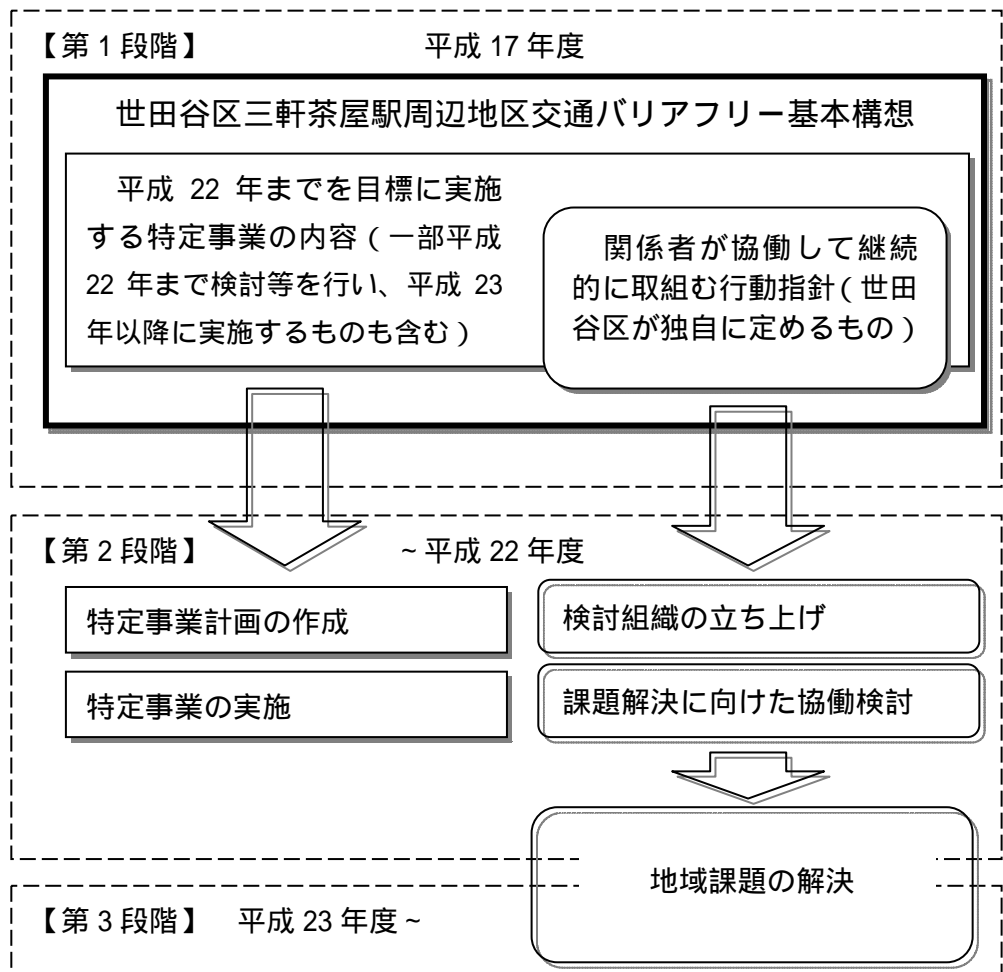 【第1段階】 平成 17 年度
世田谷区三軒茶屋駅周辺地区交通バリアフリー基本構想
平成 22 年までを目標に実施
する特定事業の内容（一部平成
22 年まで検討等を行い、平成 23
年以降に実施するものも含む）
関係者が協働して継続
的に取組む行動指針（世田
谷区が独自に定めるもの）
【第2段階】 ~平成 22 年度
特定事業計画の作成
特定事業の実施
検討組織の立ち上げ
課題解決に向けた協働検討
地域課題の解決
【第3段階】 平成 23 年度~